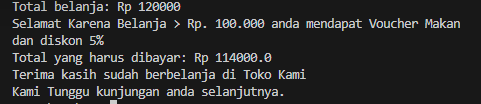 Total belanja: Rp 120000
Selamat Karena Belanja > Rp. 100.000 anda mendapat Voucher Makan
dan diskon 5%
Total yang harus dibayar: Rp 114000.0
Terima kasih sudah berbelanja di Toko Kami
Kami Tunggu kunjungan anda selanjutnya.